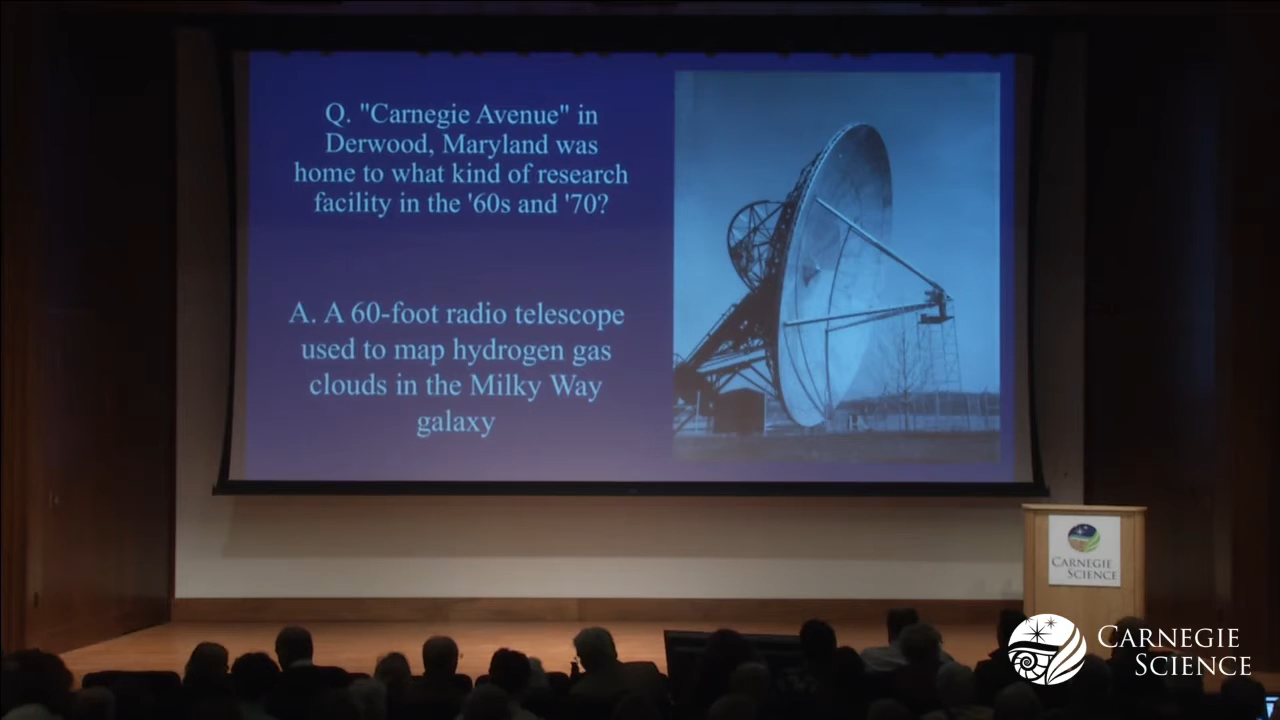 Q. "Carnegie Avenue" in
Derwood, Maryland was
home to what kind of research
facility in the '60s and '70?
A. A 60-foot radio telescope
used to map hydrogen gas
clouds in the Milky Way
galaxy
CARNEGIE
SCIENCE
CARNEGIE
SCIENCE